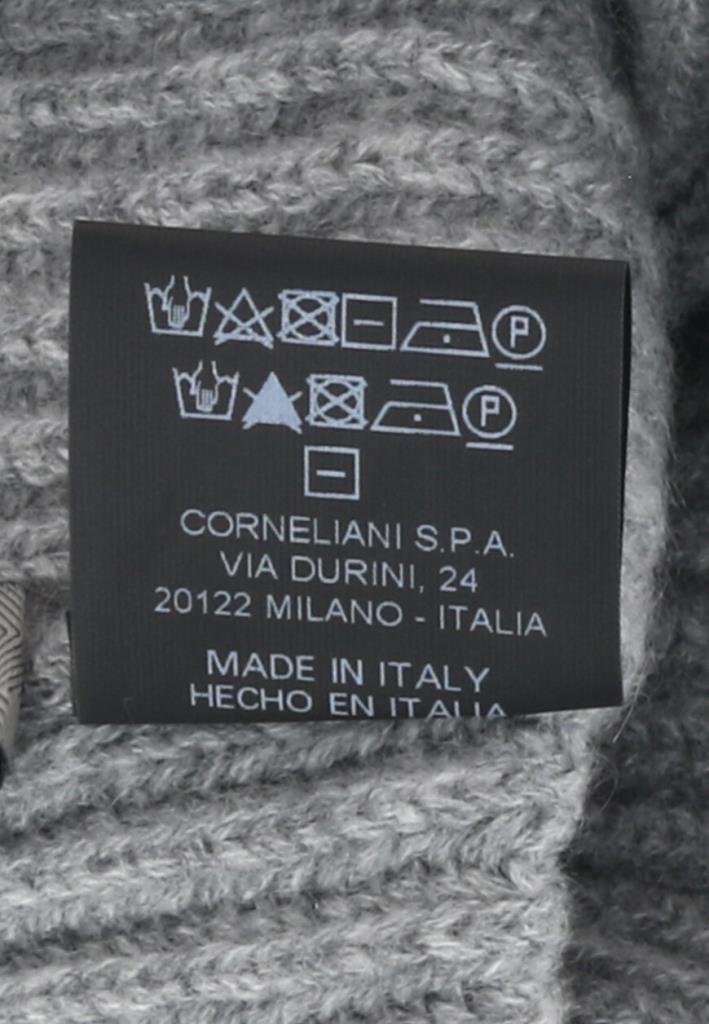 P
P
CORNELIANI S.P.A.
VIA DURINI, 24
20122 MILANO - ITALIA
MADE IN ITALY
HECHO EN ITALIA